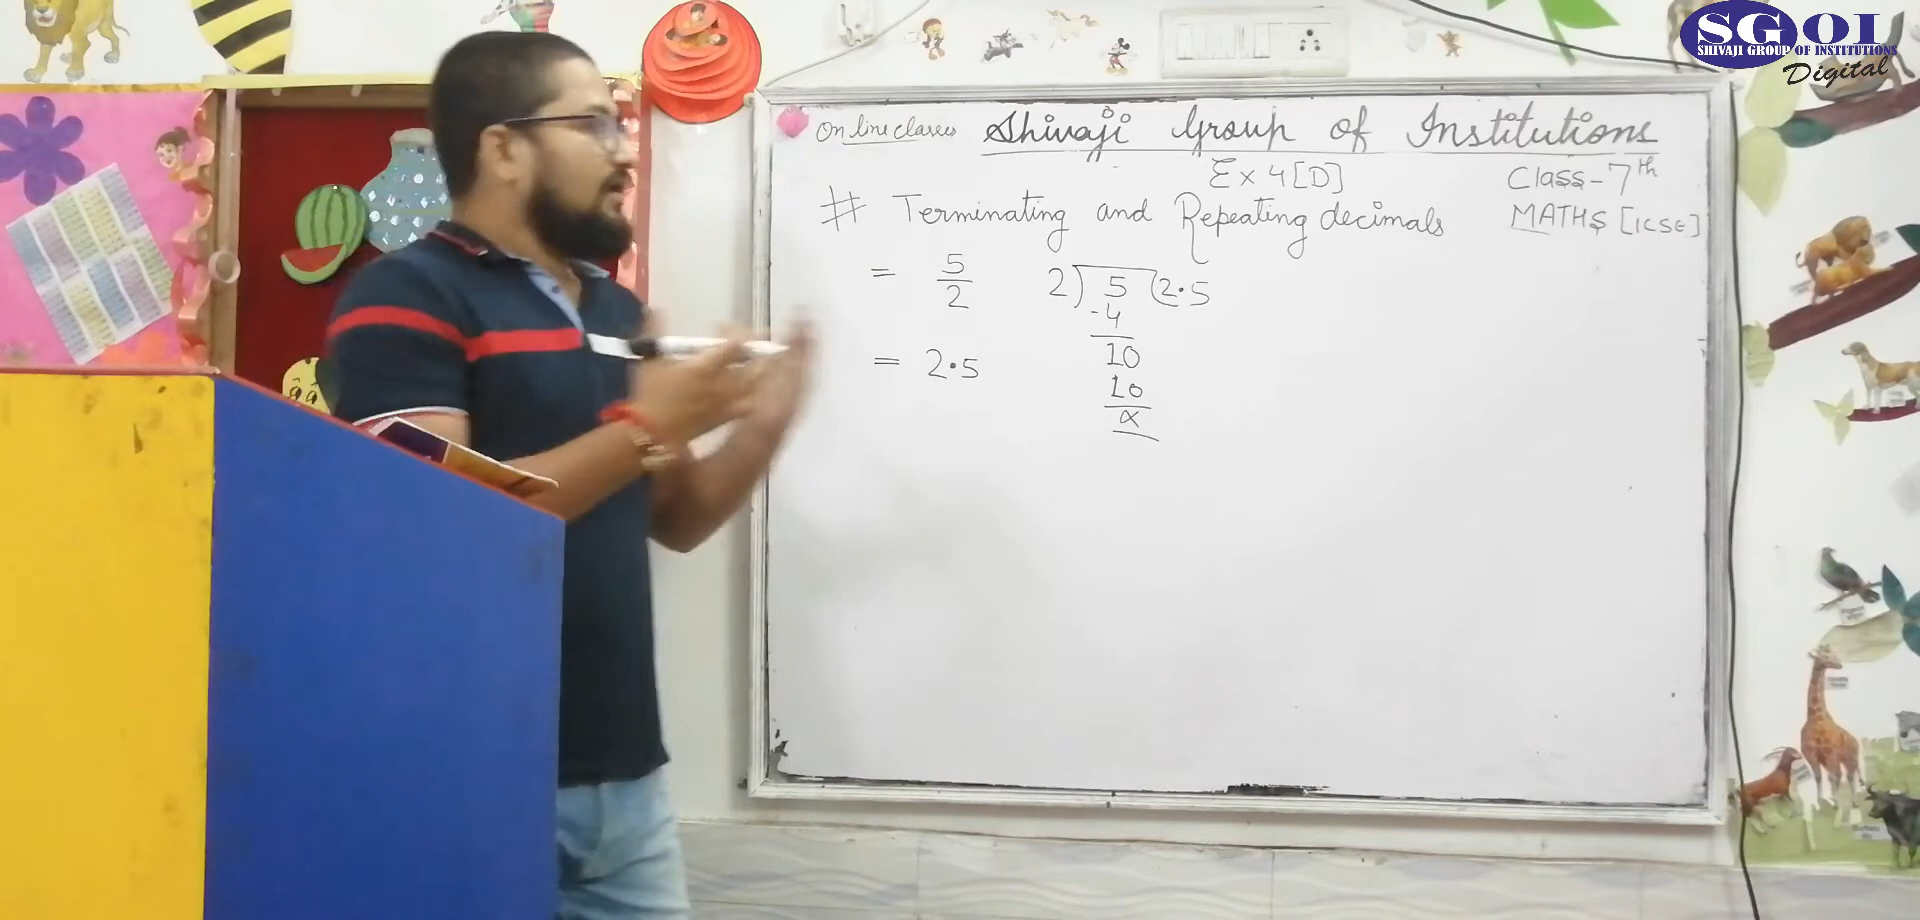 SGOI
SHIVAJI GROUP OF INSTITUTIONS
Digital
Online classes Shivaji Group of Institutions
Ex 4[D]
Class-7th
# Terminating and Repeating decimals
MATHS [ICSE]
= 5/2
2) 5 (2.5
-4
10
10
x
= 2.5